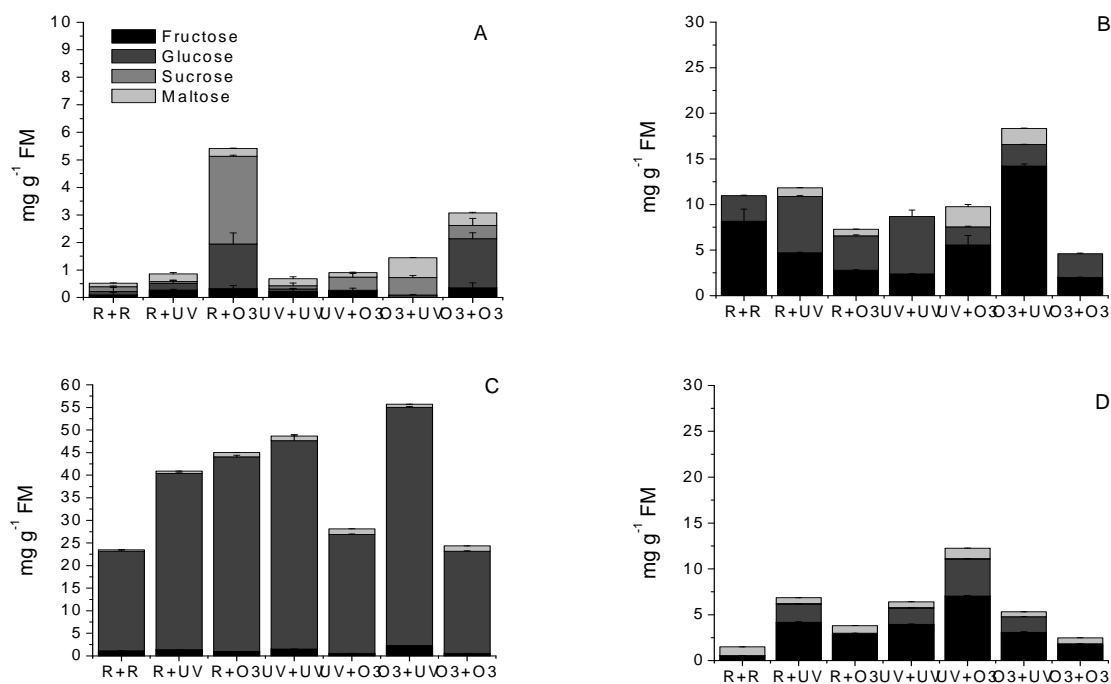 A
Fructose
Glucose
Sucrose
Maltose
mg g⁻¹ FM
10
9
8
7
6
5
4
3
2
1
0
R+R R+UV R+O3 UV+UV UV+O3 O3+UV O3+O3
B
mg g⁻¹ FM
30
25
20
15
10
5
0
R+R R+UV R+O3 UV+UV UV+O3 O3+UV O3+O3
C
mg g⁻¹ FM
60
55
50
45
40
35
30
25
20
15
10
5
0
R+R R+UV R+O3 UV+UV UV+O3 O3+UV O3+O3
D
mg g⁻¹ FM
30
25
20
15
10
5
0
R+R R+UV R+O3 UV+UV UV+O3 O3+UV O3+O3